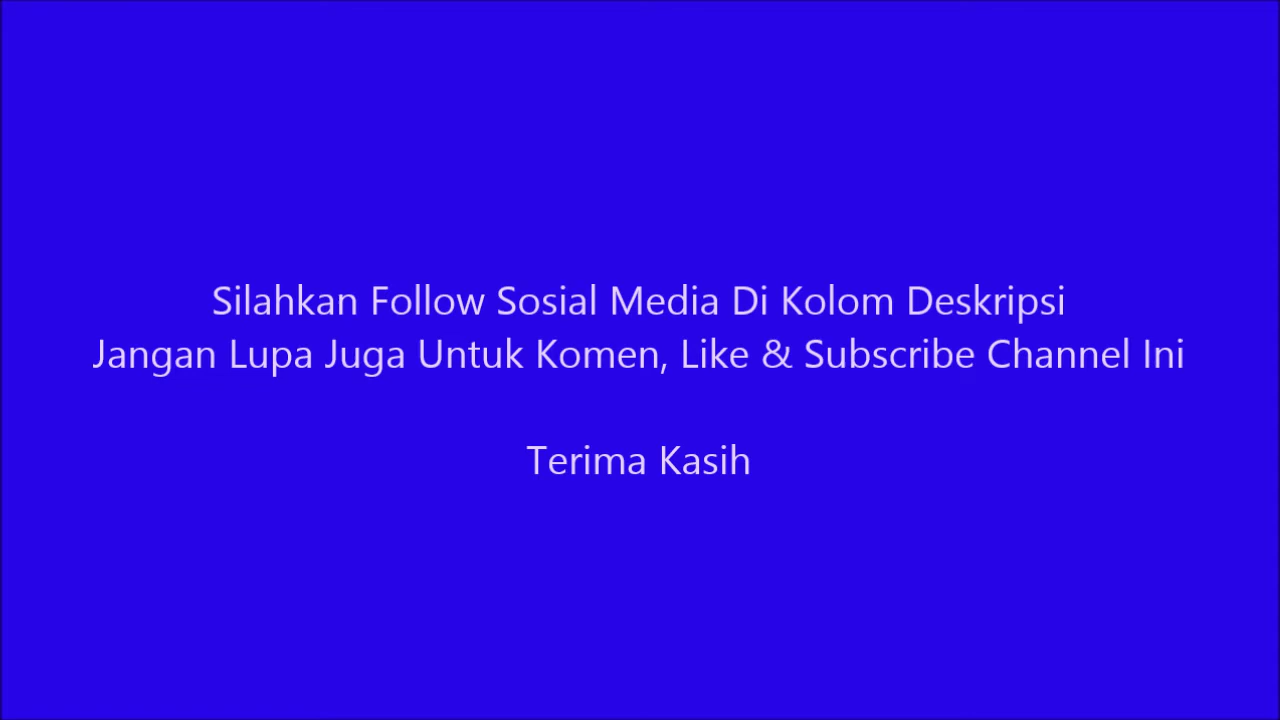 Silahkan Follow Sosial Media Di Kolom Deskripsi
Jangan Lupa Juga Untuk Komen, Like & Subscribe Channel Ini
Terima Kasih